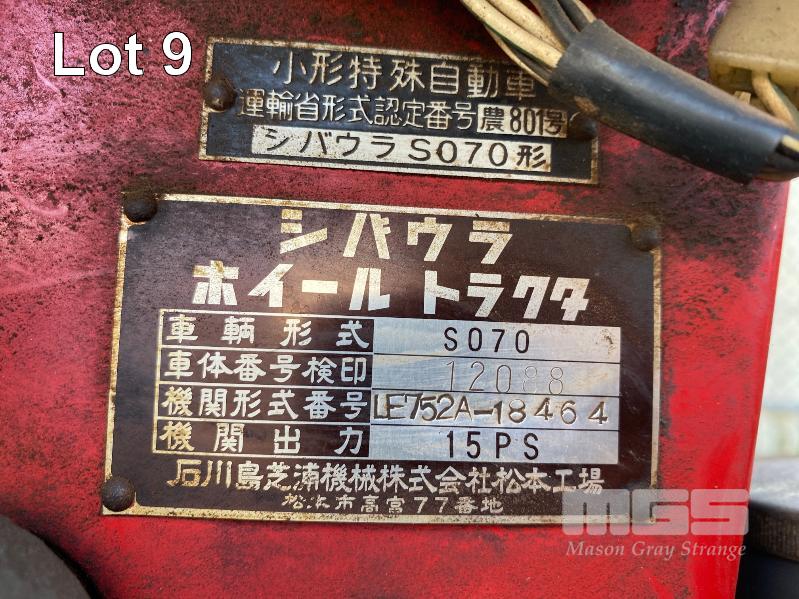 Lot 9
小形特殊自動車
運輸省形式認定番号 農801号
シバウラ S070形
シバウラ
ホイールトラクタ
車輌形式 S070
車体番号検印 12088
機関形式番号 LE752A-18464
機関出力 15PS
石川島芝浦機械株式会社松本工場
松本市高宮77番地
MGS
Mason Gray Strange